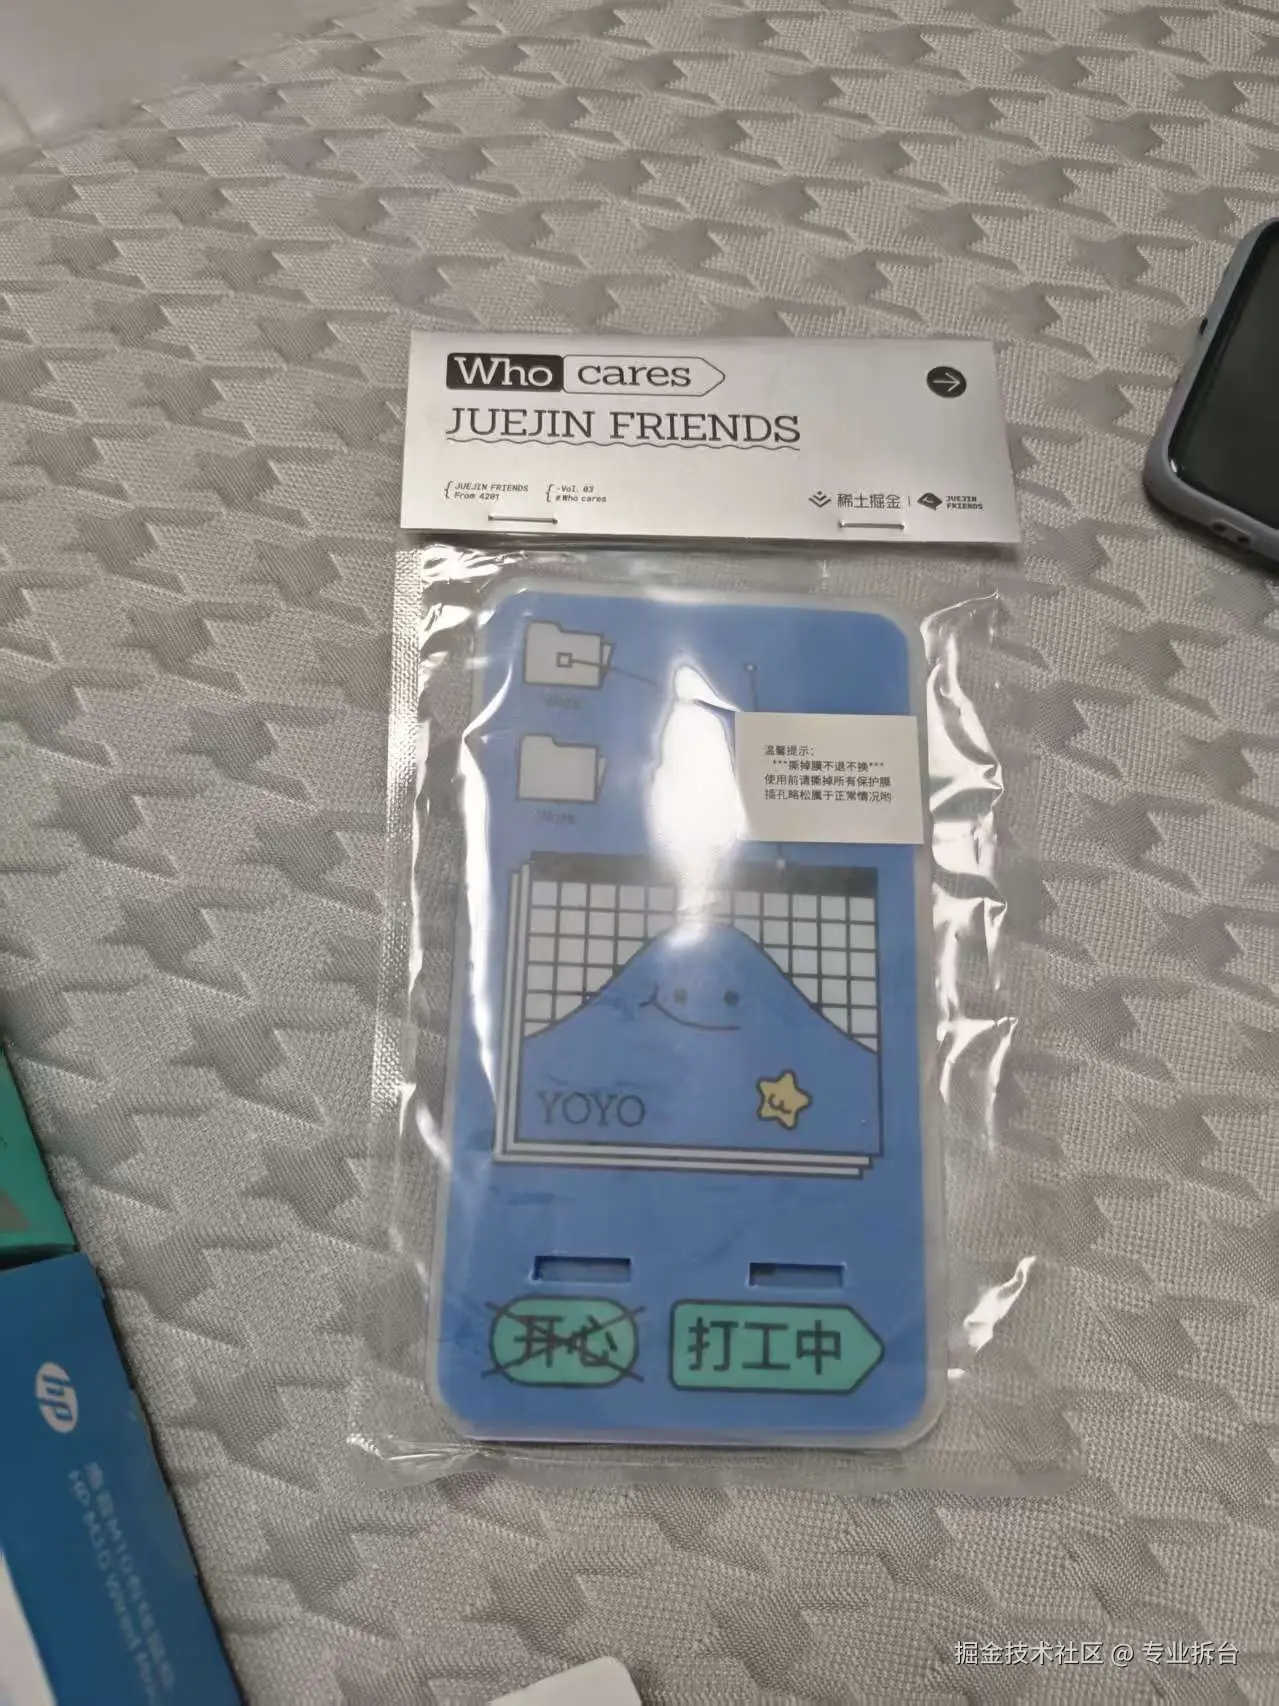 Who cares
JUEJIN FRIENDS
{ JUEJIN FRIENDS
From 4201
{ -Vol. 03
#Who cares
稀土掘金 | JUEJIN
FRIENDS
温馨提示：
***撕掉膜不退不换***
使用前请撕掉所有保护膜
插孔略松属于正常情况哟
YOYO
开心 打工中
hp
掘金技术社区 @ 专业拆台